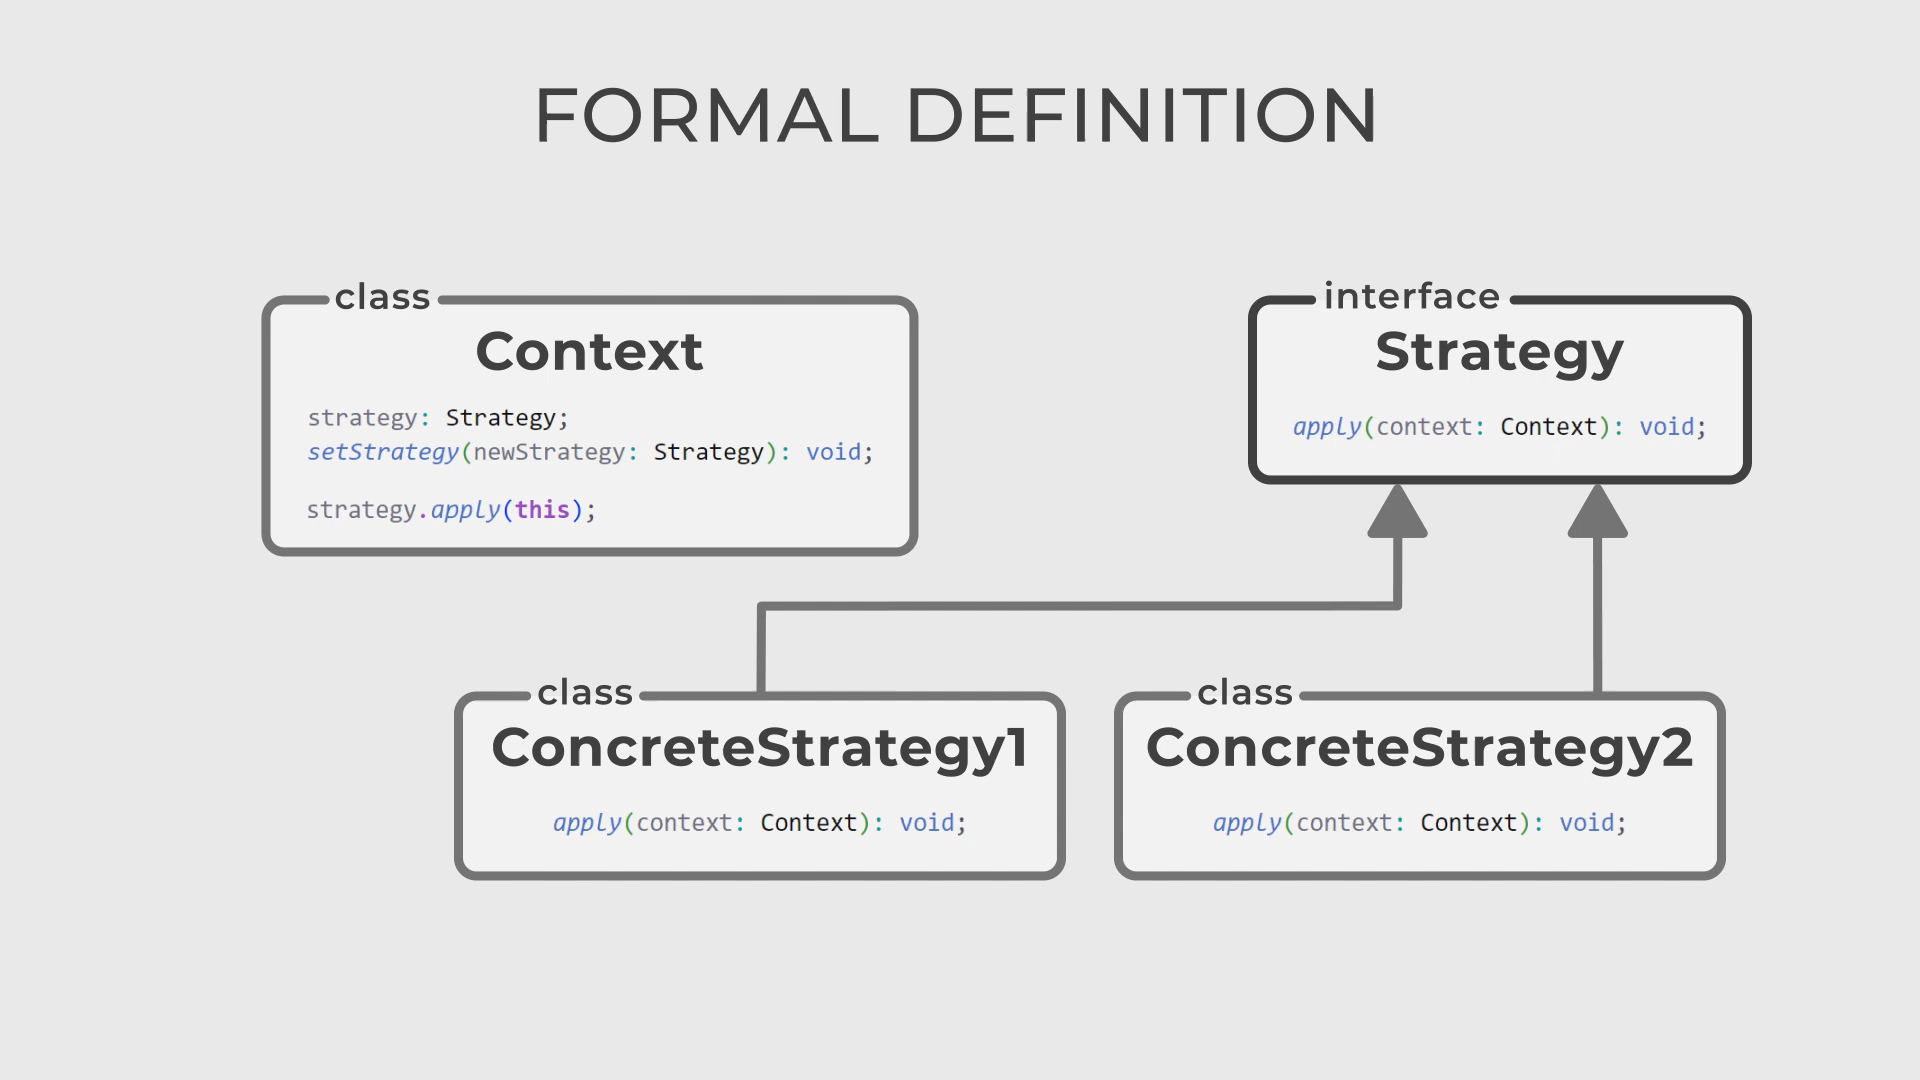 FORMAL DEFINITION
class
Context
strategy: Strategy;
setStrategy(newStrategy: Strategy): void;
strategy.apply(this);
interface
Strategy
apply(context: Context): void;
class
ConcreteStrategy1
apply(context: Context): void;
class
ConcreteStrategy2
apply(context: Context): void;